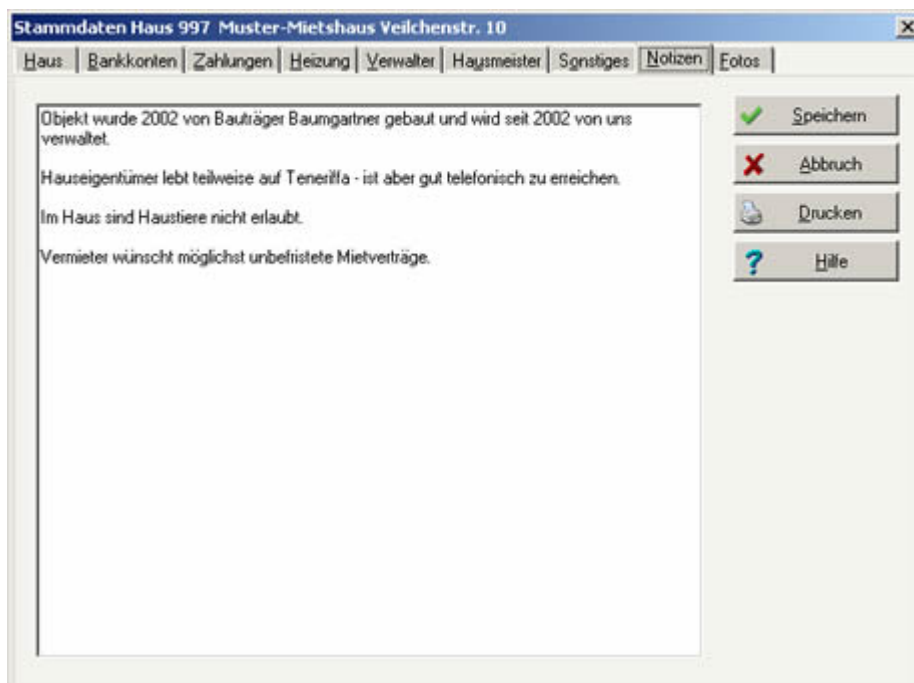 Stammdaten Haus 997 Muster-Mietshaus Veilchenstr. 10
Haus Bankkonten Zahlungen Heizung Verwalter Hausmeister Sonstiges Notizen Fotos
Objekt wurde 2002 von Bauträger Baumgartner gebaut und wird seit 2002 von uns
verwaltet.
Hauseigentümer lebt teilweise auf Teneriffa - ist aber gut telefonisch zu erreichen.
Im Haus sind Haustiere nicht erlaubt.
Vermieter wünscht möglichst unbefristete Mietverträge.
Speichern
Abbruch
Drucken
Hilfe